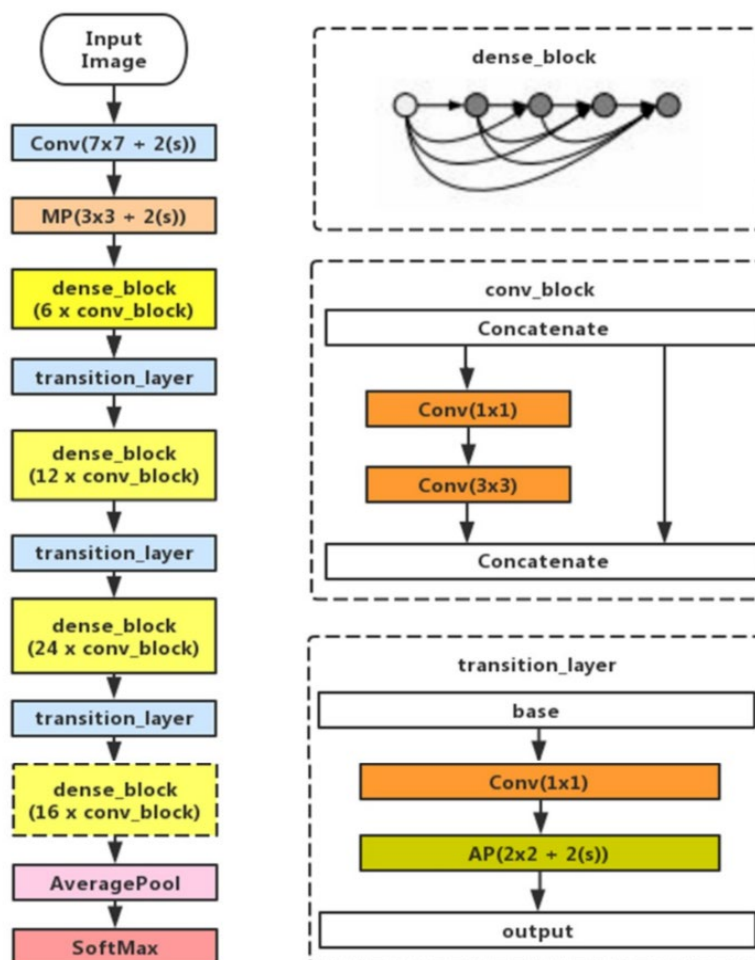 Input
Image
Conv(7x7 + 2(s))
MP(3x3 + 2(s))
dense_block
(6 x conv_block)
transition_layer
dense_block
(12 x conv_block)
transition_layer
dense_block
(24 x conv_block)
transition_layer
dense_block
(16 x conv_block)
AveragePool
SoftMax
dense_block
conv_block
Concatenate
Conv(1x1)
Conv(3x3)
Concatenate
transition_layer
base
Conv(1x1)
AP(2x2 + 2(s))
output